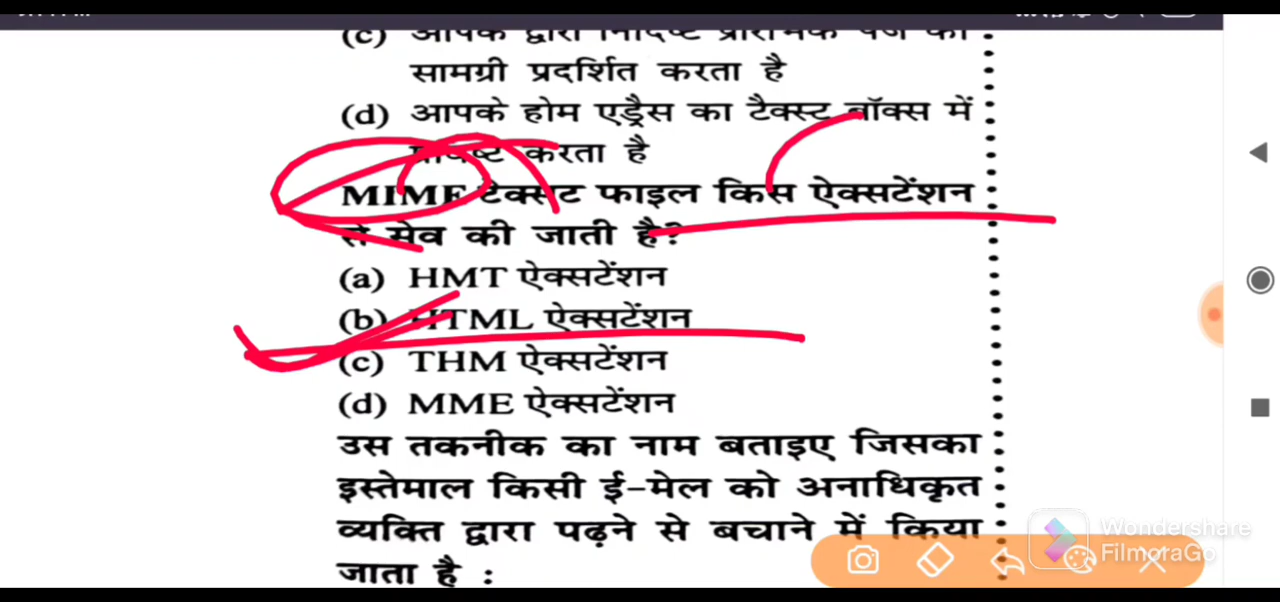 (c) आपके द्वारा निर्दिष्ट प्रारंभिक पेज की
सामग्री प्रदर्शित करता है
(d) आपके होम एड्रैस का टैक्स्ट बॉक्स में
करता है
MIME टेक्सट फाइल किस ऐक्सटेंशन
से सेव की जाती है?
(a) HMT ऐक्सटेंशन
(b) HTML ऐक्सटेंशन
(c) THM ऐक्सटेंशन
(d) MME ऐक्सटेंशन
उस तकनीक का नाम बताइए जिसका
इस्तेमाल किसी ई-मेल को अनाधिकृत
व्यक्ति द्वारा पढ़ने से बचाने में किया
जाता है :
Wondershare
FilmoraGo